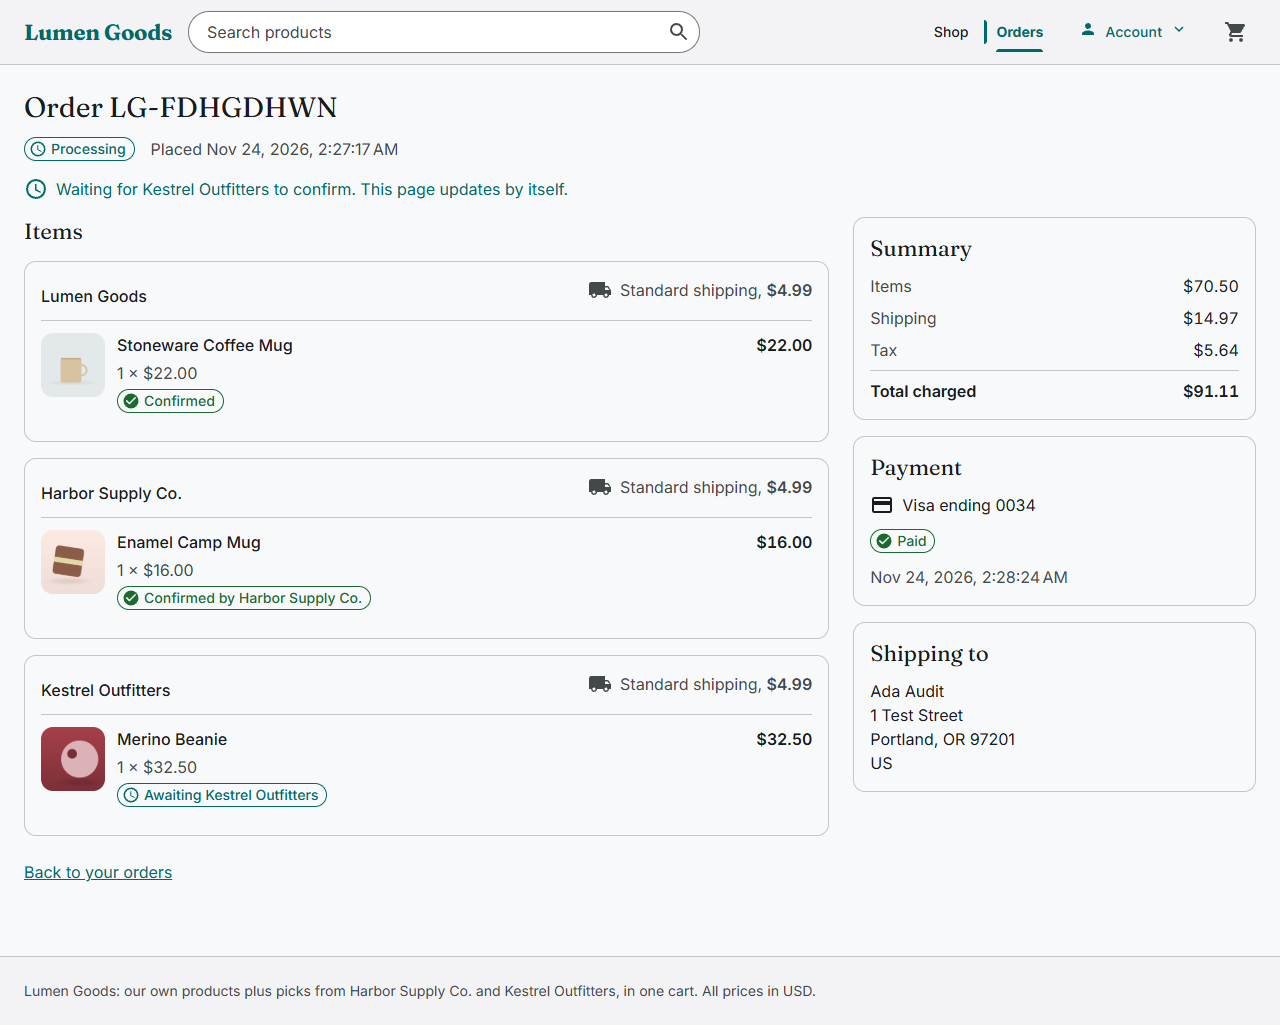 Lumen Goods
Search products
Shop
Orders
Account
Order LG-FDHGDHWN
Processing
Placed Nov 24, 2026, 2:27:17 AM
Waiting for Kestrel Outfitters to confirm. This page updates by itself.
Items
Lumen Goods
Standard shipping, $4.99
Stoneware Coffee Mug
$22.00
1 × $22.00
Confirmed
Harbor Supply Co.
Standard shipping, $4.99
Enamel Camp Mug
$16.00
1 × $16.00
Confirmed by Harbor Supply Co.
Kestrel Outfitters
Standard shipping, $4.99
Merino Beanie
$32.50
1 × $32.50
Awaiting Kestrel Outfitters
Back to your orders
Summary
Items $70.50
Shipping $14.97
Tax $5.64
Total charged $91.11
Payment
Visa ending 0034
Paid
Nov 24, 2026, 2:28:24 AM
Shipping to
Ada Audit
1 Test Street
Portland, OR 97201
US
Lumen Goods: our own products plus picks from Harbor Supply Co. and Kestrel Outfitters, in one cart. All prices in USD.